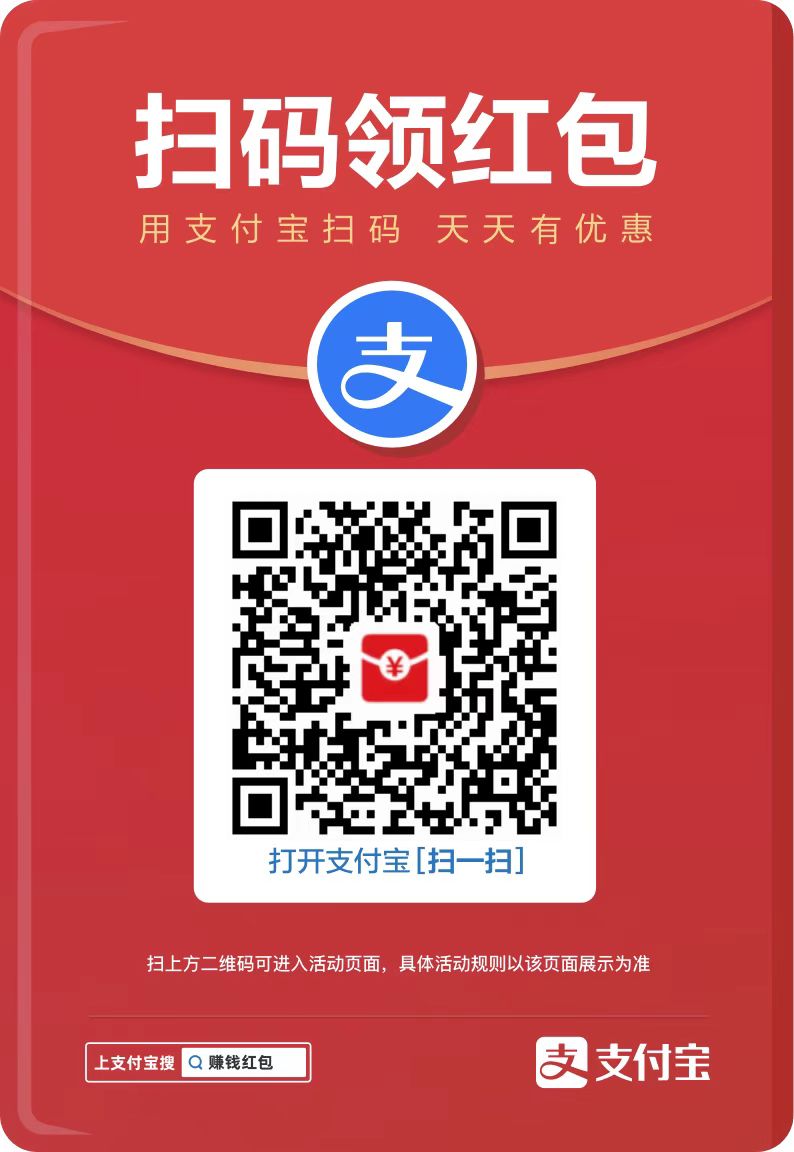 扫码领红包
用支付宝扫码 天天有优惠
支
¥
打开支付宝[扫一扫]
扫上方二维码可进入活动页面，具体活动规则以该页面展示为准
上支付宝搜 赚钱红包
支 支付宝